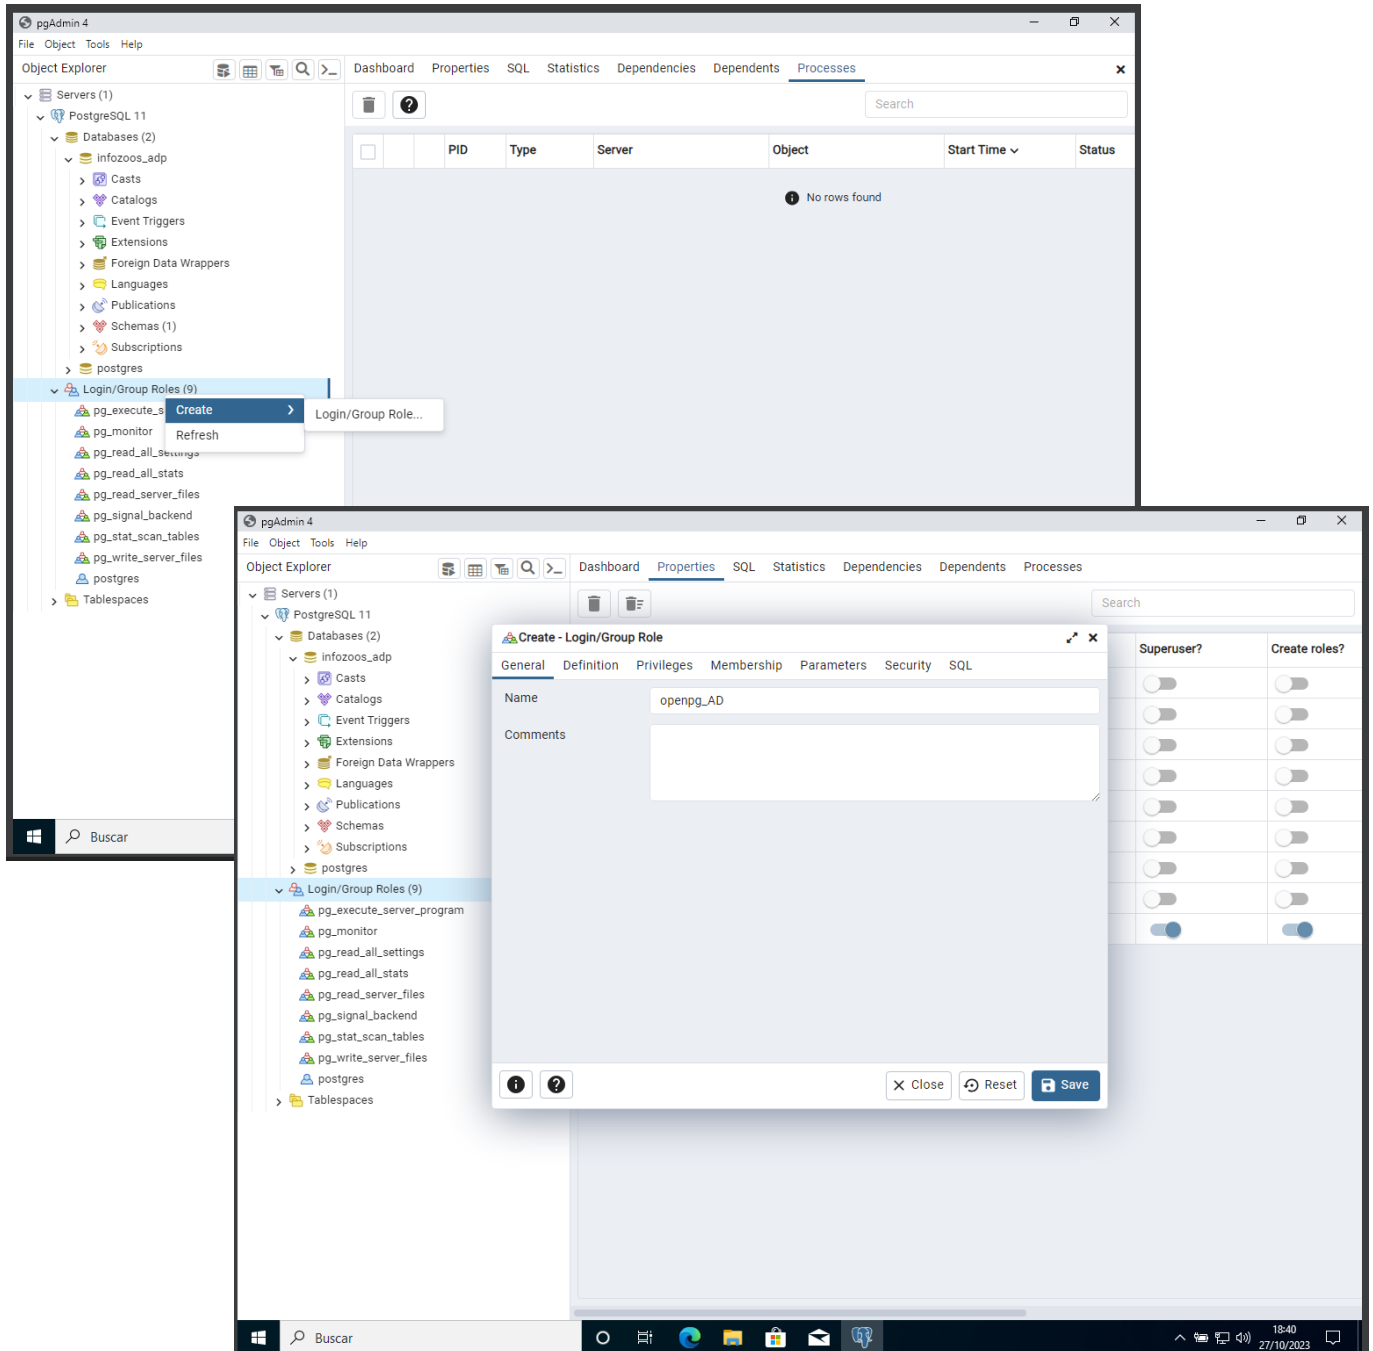 pgAdmin 4
File Object Tools Help
Object Explorer
Dashboard Properties SQL Statistics Dependencies Dependents Processes
Servers (1)
PostgreSQL 11
Databases (2)
infozoos_adp
Casts
Catalogs
Event Triggers
Extensions
Foreign Data Wrappers
Languages
Publications
Schemas (1)
Subscriptions
postgres
Login/Group Roles (9)
pg_execute_s
pg_monitor
pg_read_all_settings
pg_read_all_stats
pg_read_server_files
pg_signal_backend
pg_stat_scan_tables
pg_write_server_files
postgres
Tablespaces
Create
Refresh
Login/Group Role...
Search
PID Type Server Object Start Time Status
No rows found
Buscar
pgAdmin 4
File Object Tools Help
Object Explorer
Dashboard Properties SQL Statistics Dependencies Dependents Processes
Servers (1)
PostgreSQL 11
Databases (2)
infozoos_adp
Casts
Catalogs
Event Triggers
Extensions
Foreign Data Wrappers
Languages
Publications
Schemas
Subscriptions
postgres
Login/Group Roles (9)
pg_execute_server_program
pg_monitor
pg_read_all_settings
pg_read_all_stats
pg_read_server_files
pg_signal_backend
pg_stat_scan_tables
pg_write_server_files
postgres
Tablespaces
Search
Superuser? Create roles?
Create - Login/Group Role
General Definition Privileges Membership Parameters Security SQL
Name
openpg_AD
Comments
Close Reset Save
Buscar
18:40
27/10/2023